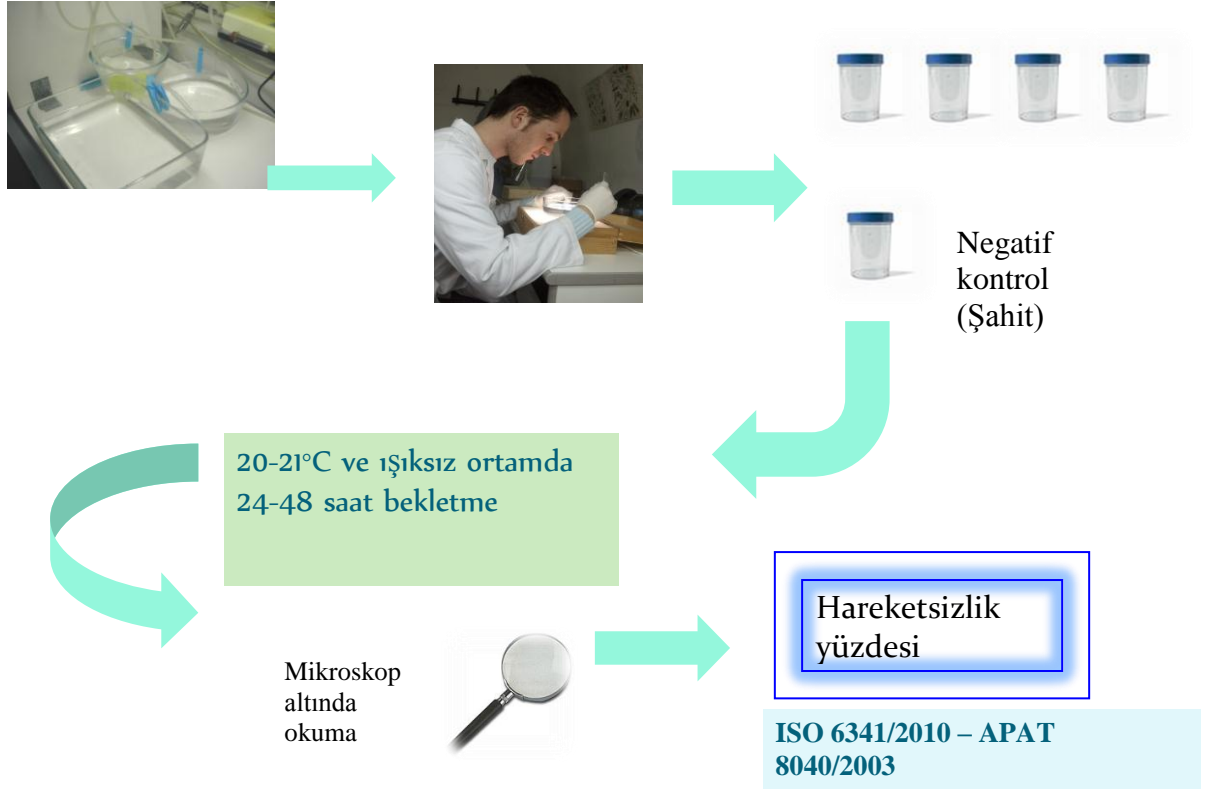 Negatif
kontrol
(Şahit)
20-21°C ve ışıksız ortamda
24-48 saat bekletme
Mikroskop
altında
okuma
Hareketsizlik
yüzdesi
ISO 6341/2010 – APAT
8040/2003